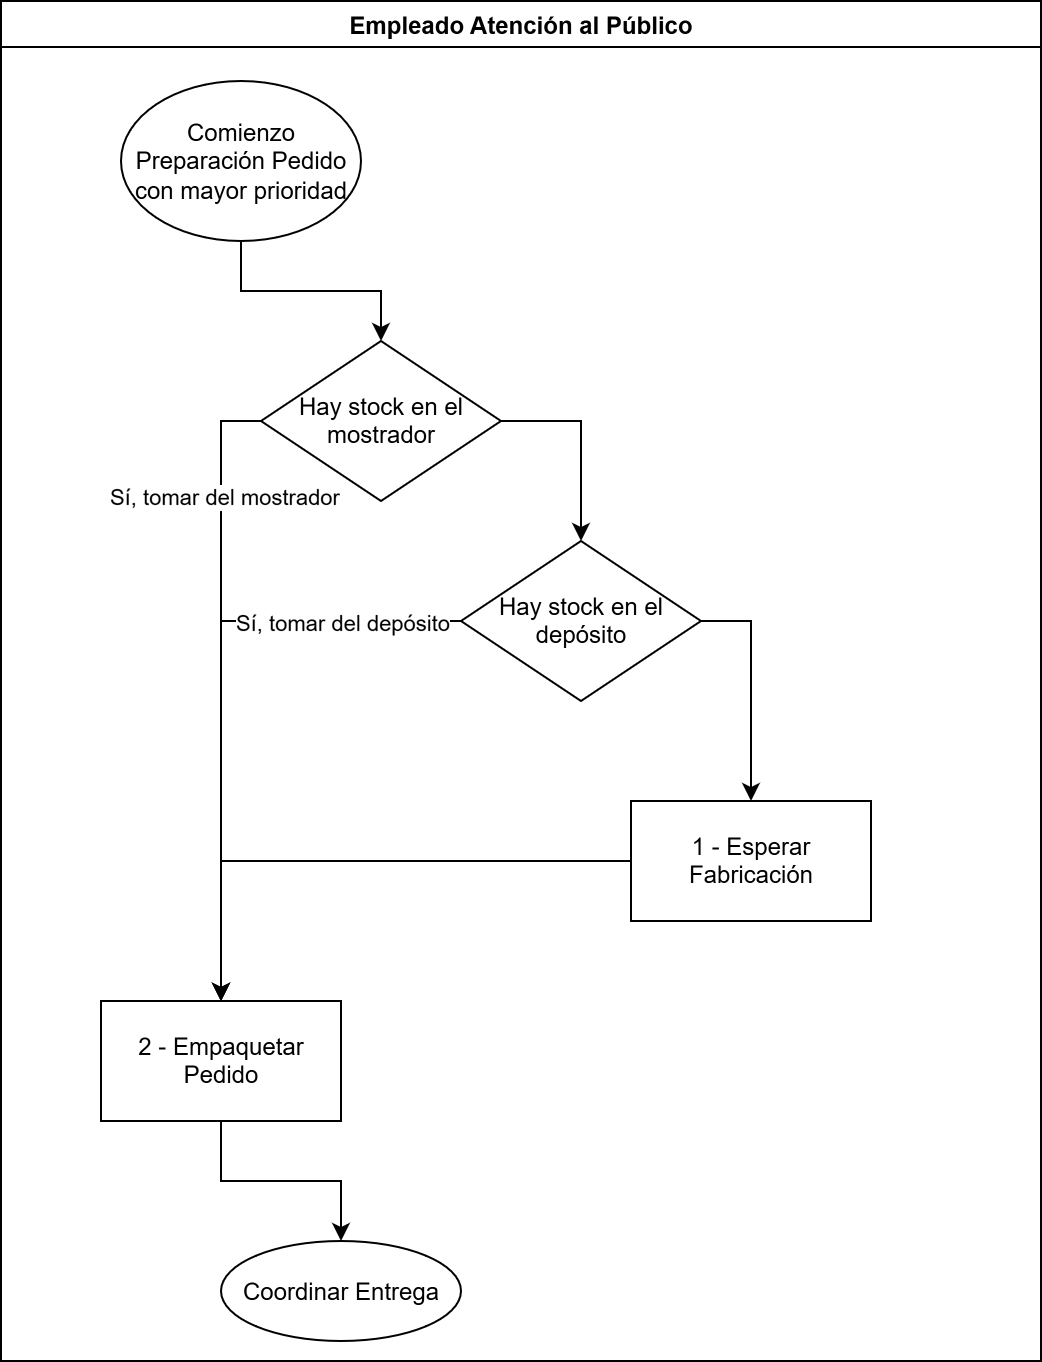 Empleado Atención al Público
Comienzo
Preparación Pedido
con mayor prioridad
Hay stock en el
mostrador
Sí, tomar del mostrador
Hay stock en el
depósito
Sí, tomar del depósito
1 - Esperar
Fabricación
2 - Empaquetar
Pedido
Coordinar Entrega